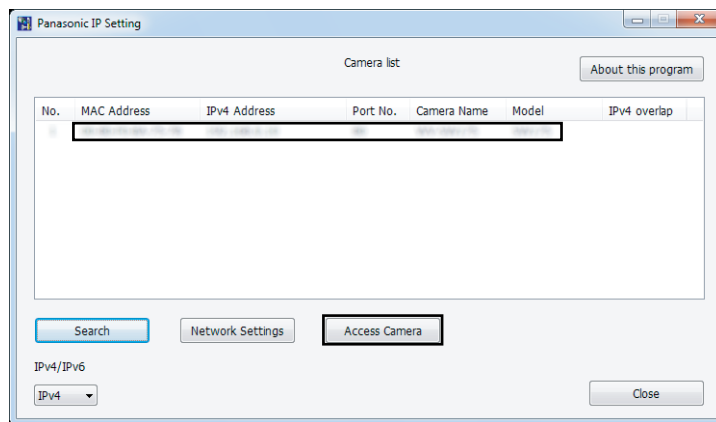 Panasonic IP Setting
Camera list
About this program
No. MAC Address IPv4 Address Port No. Camera Name Model IPv4 overlap
Search Network Settings Access Camera
IPv4/IPv6
IPv4
Close